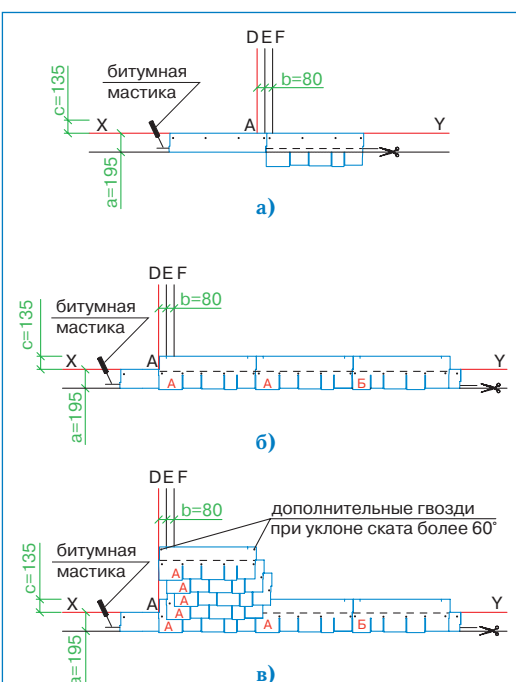 D E F
b=80
битумная
мастика
c=135
X
A
Y
a=195
а)
D E F
b=80
битумная
мастика
c=135
X
A
Y
А
А
Б
a=195
б)
D E F
b=80
дополнительные гвозди
при уклоне ската более 60°
битумная
мастика
c=135
X
A
Y
А
А
А
А
А
Б
a=195
в)